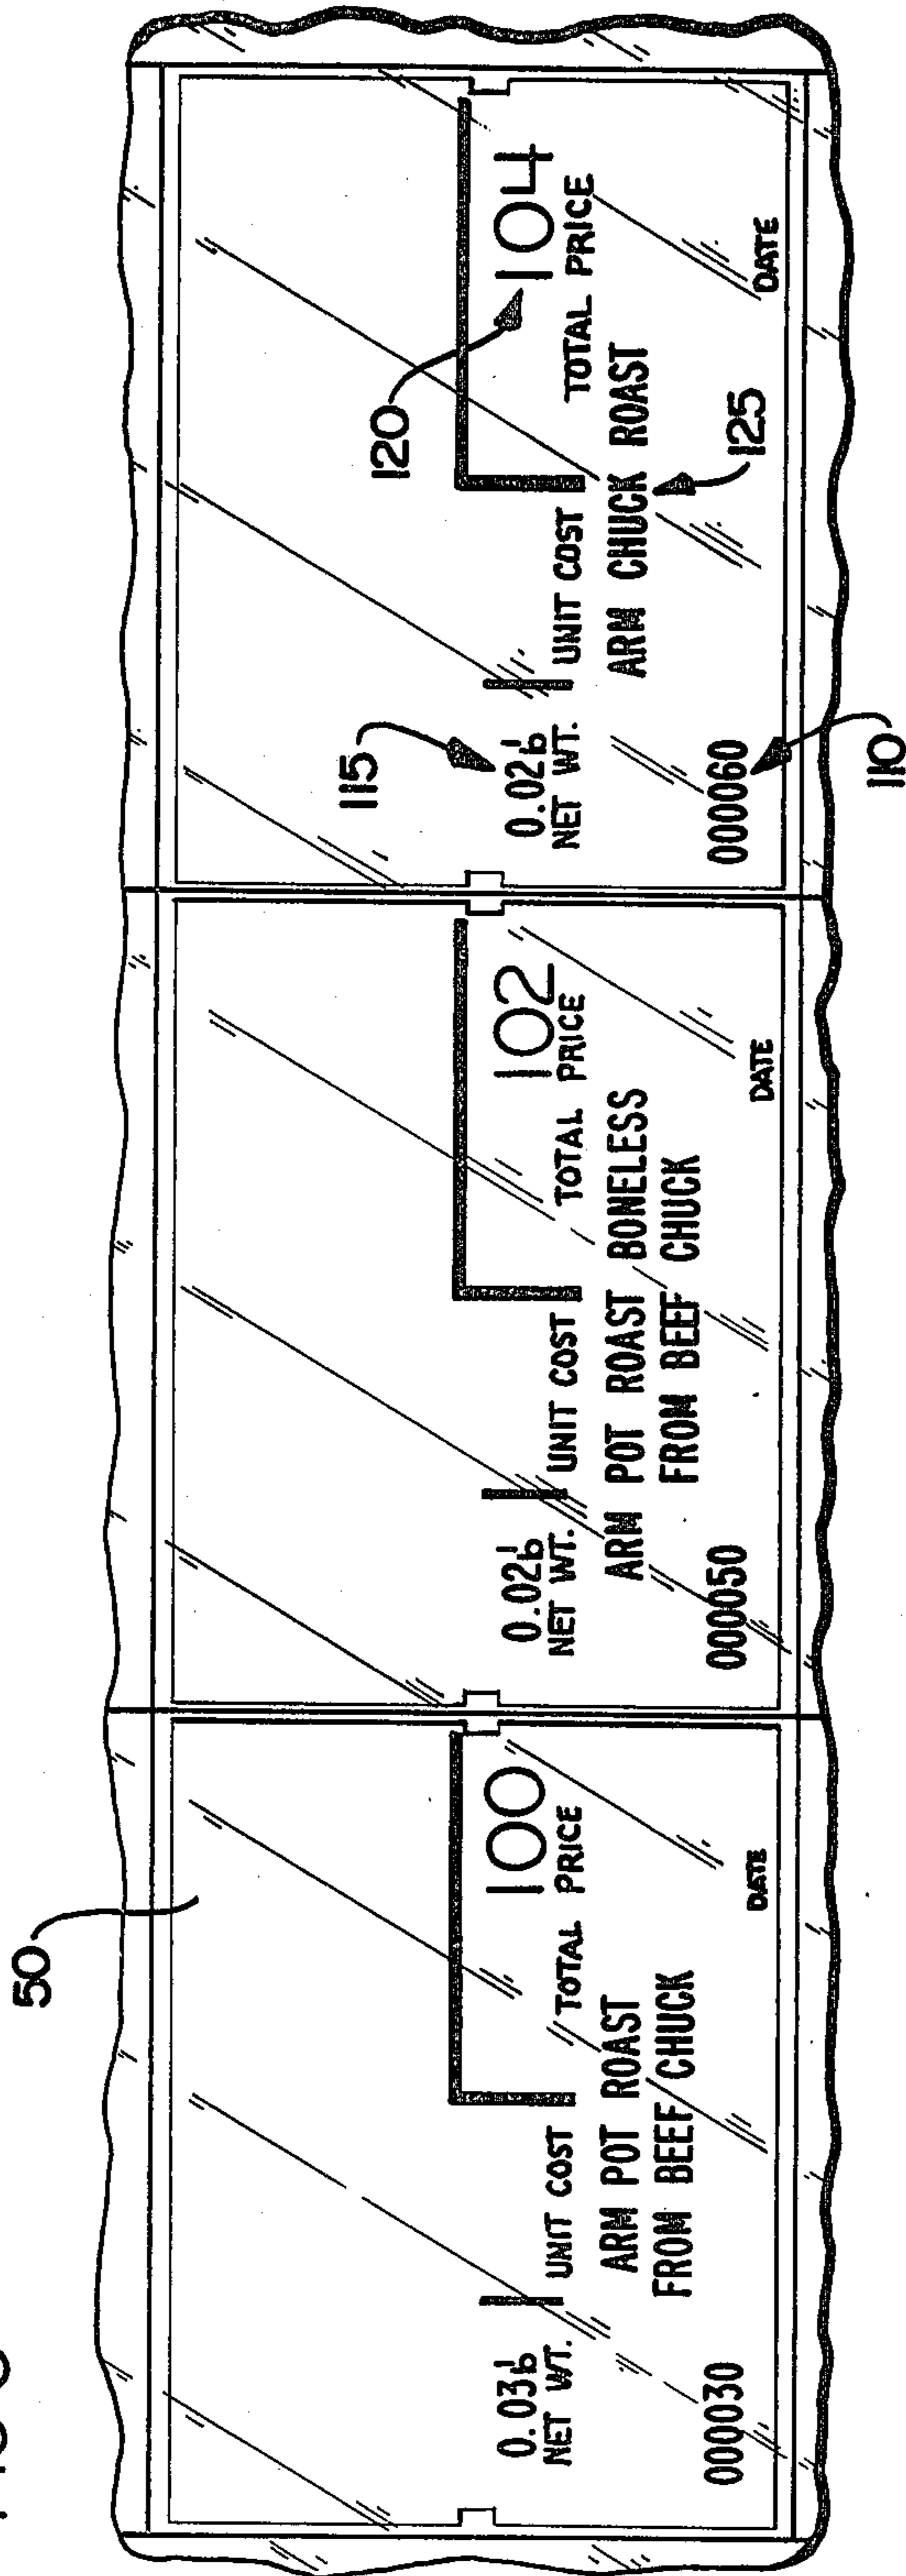 50
0.03lb
NET WT.
UNIT COST
100
TOTAL PRICE
ARM POT ROAST
FROM BEEF CHUCK
000030
DATE
0.02lb
NET WT.
UNIT COST
102
TOTAL PRICE
ARM POT ROAST BONELESS
FROM BEEF CHUCK
000050
DATE
115
120
0.02lb
NET WT.
UNIT COST
104
TOTAL PRICE
ARM CHUCK ROAST
125
000060
DATE
110